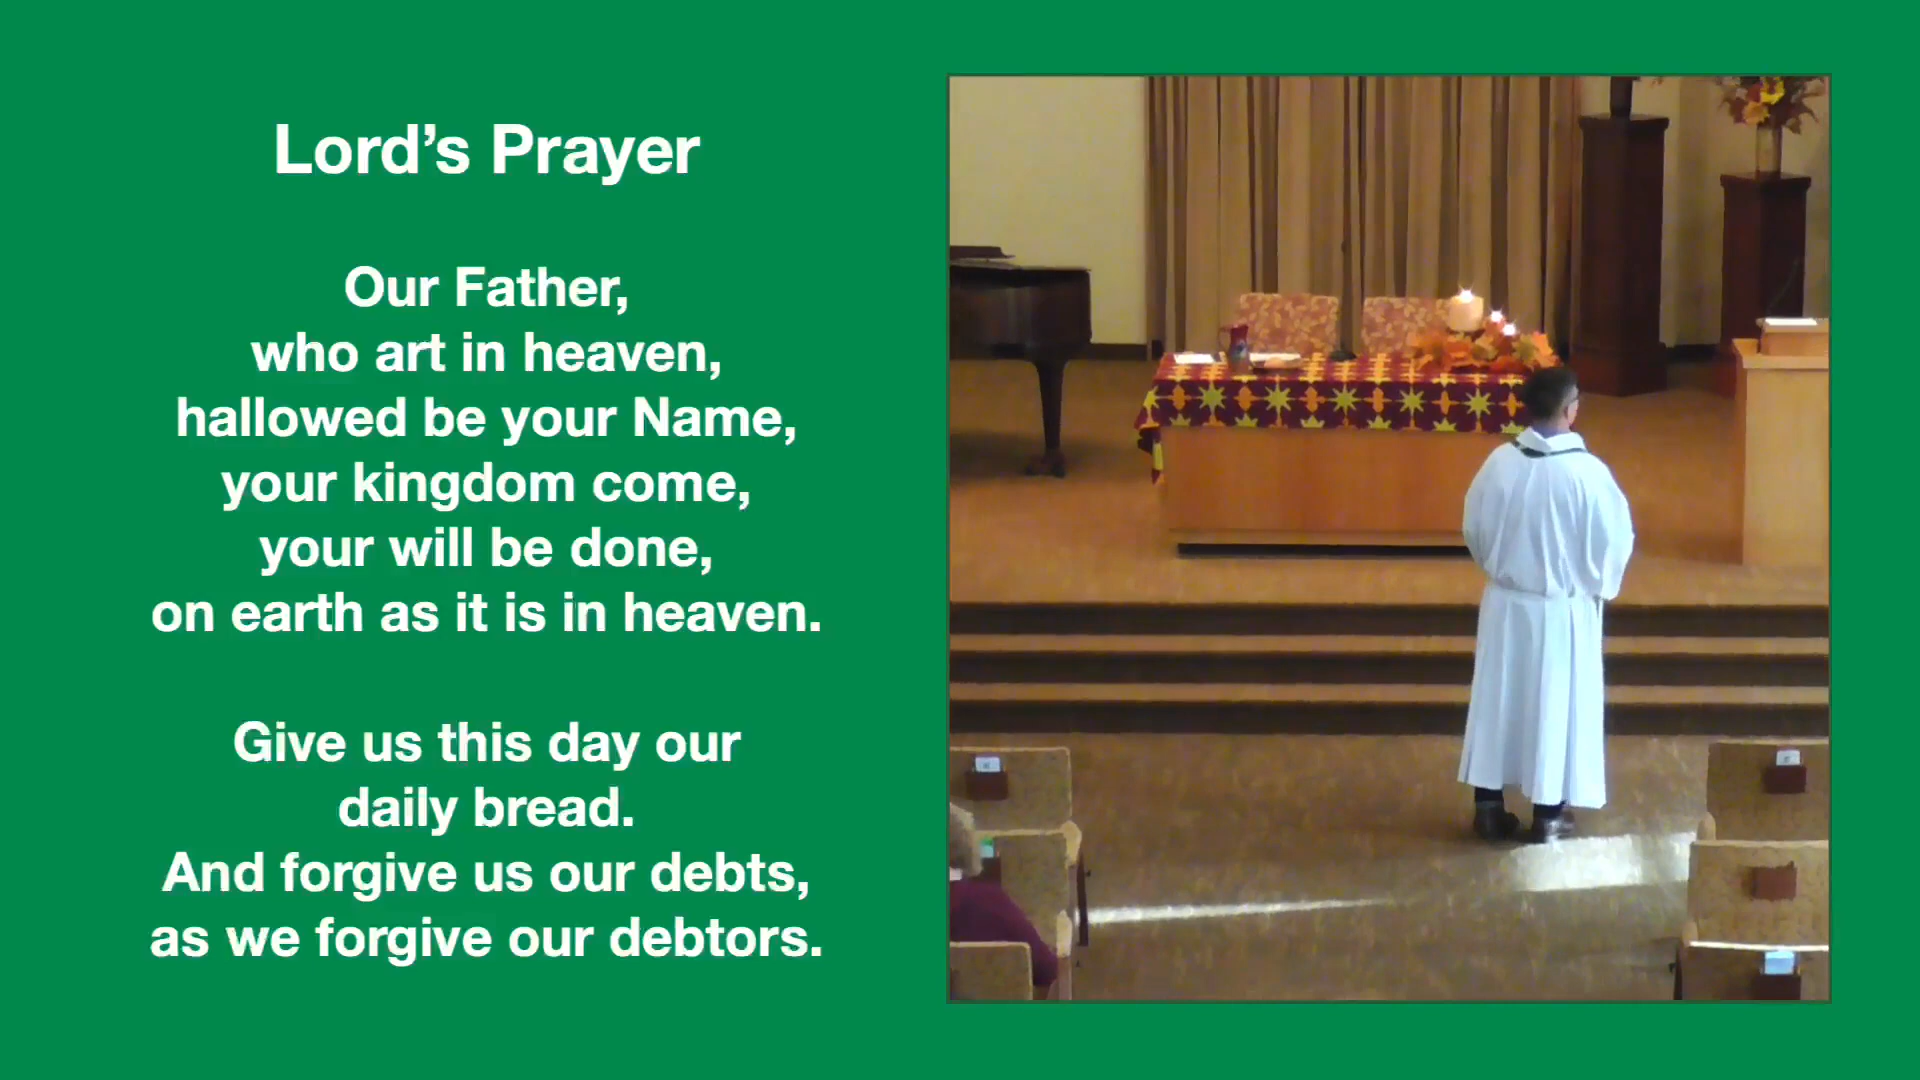 Lord’s Prayer
Our Father,
who art in heaven,
hallowed be your Name,
your kingdom come,
your will be done,
on earth as it is in heaven.
Give us this day our
daily bread.
And forgive us our debts,
as we forgive our debtors.